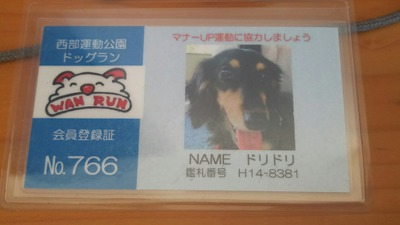 西部運動公園
ドッグラン
WAN RUN
会員登録証
No.766
マナーUP運動に協力しましょう
NAME ドリドリ
鑑札番号 H14-8381